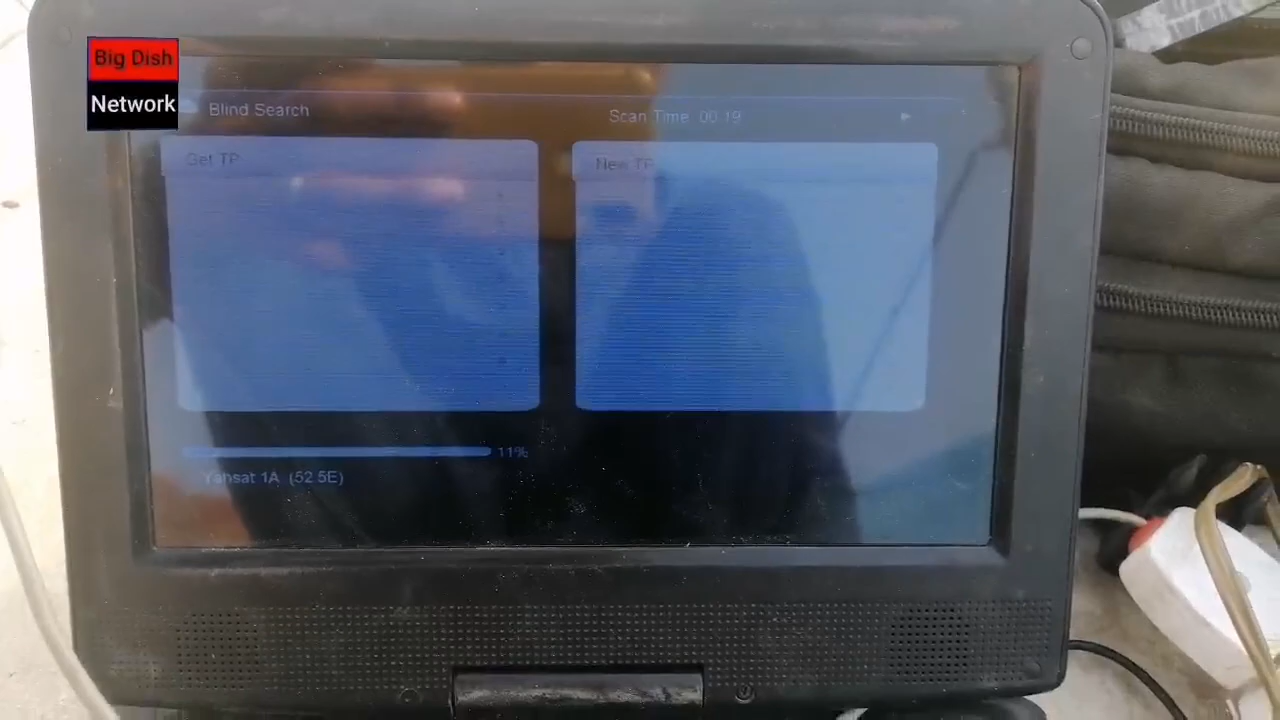 Big Dish
Network
Blind Search
Scan Time 00:19
Get TP
New TP
11%
Yahsat 1A (52.5E)